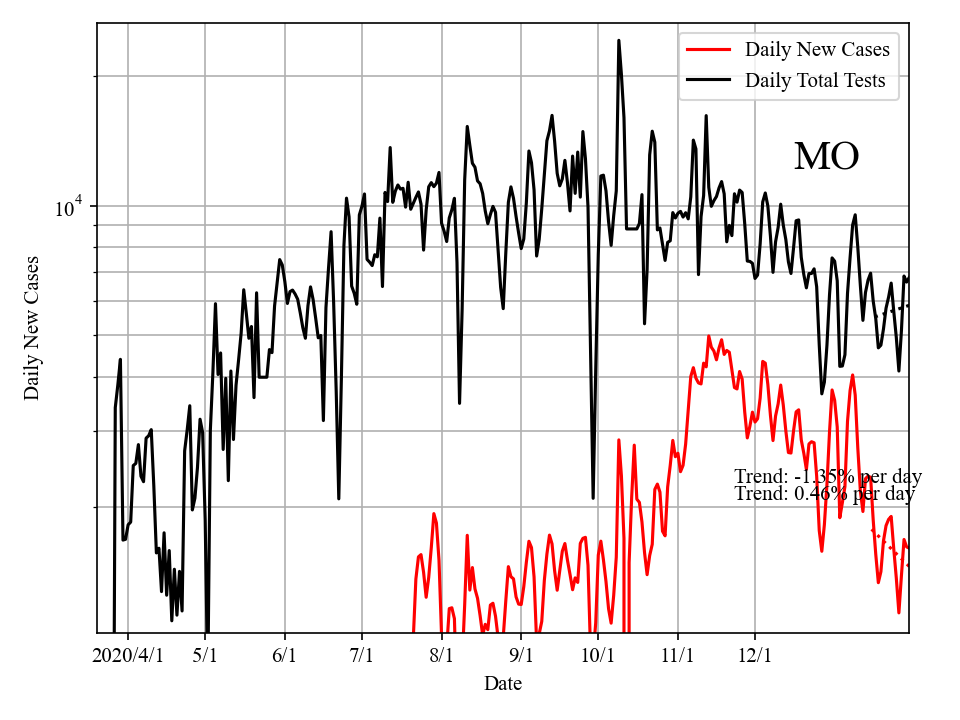 Daily New Cases
Daily Total Tests
MO
10^4
Daily New Cases
Trend: -1.35% per day
Trend: 0.46% per day
2020/4/1 5/1 6/1 7/1 8/1 9/1 10/1 11/1 12/1
Date